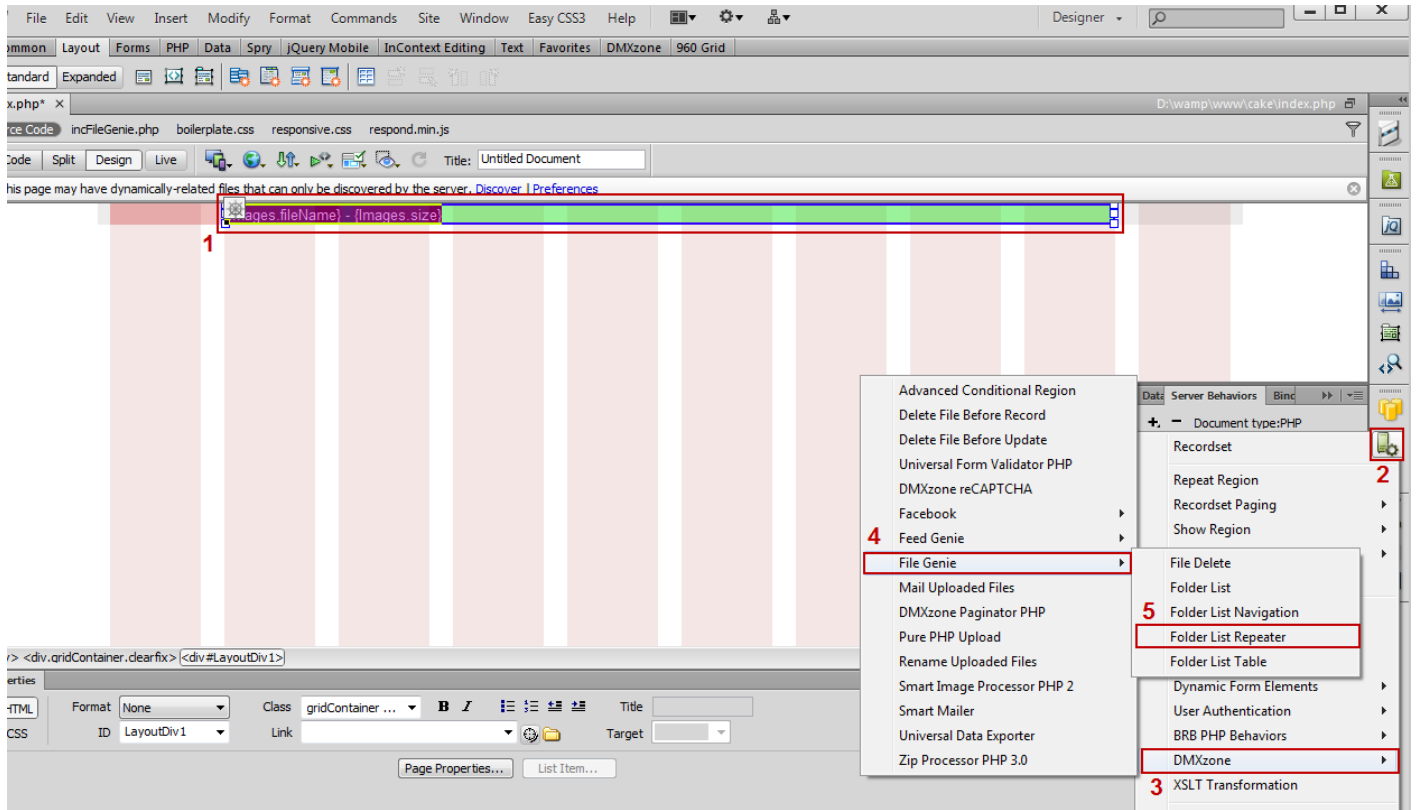 File Edit View Insert Modify Format Commands Site Window Easy CSS3 Help Designer
ommon Layout Forms PHP Data Spry jQuery Mobile InContext Editing Text Favorites DMXzone 960 Grid
tandard Expanded
x.php* D:\wamp\www\cake\index.php
rce Code incFileGenie.php boilerplate.css responsive.css respond.min.js
Code Split Design Live Title: Untitled Document
his page may have dynamically-related files that can only be discovered by the server. Discover | Preferences
ages.fileName} - {Images.size}
1
jQ
Advanced Conditional Region
Delete File Before Record
Delete File Before Update
Universal Form Validator PHP
DMXzone reCAPTCHA
Facebook
4 Feed Genie
File Genie
Mail Uploaded Files
DMXzone Paginator PHP
Pure PHP Upload
Rename Uploaded Files
Smart Image Processor PHP 2
Smart Mailer
Universal Data Exporter
Zip Processor PHP 3.0
Data Server Behaviors Bind
Document type:PHP
Recordset
2
Repeat Region
Recordset Paging
Show Region
File Delete
Folder List
5 Folder List Navigation
Folder List Repeater
Folder List Table
Dynamic Form Elements
User Authentication
BRB PHP Behaviors
DMXzone
3 XSLT Transformation
/> <div.gridContainer.clearfix> <div#LayoutDiv1>
erties
HTML Format None Class gridContainer ... B I Title
CSS ID LayoutDiv1 Link Target
Page Properties... List Item...